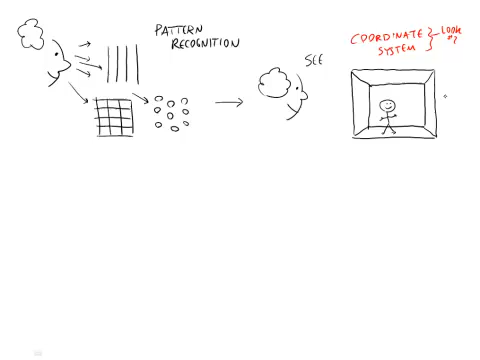 PATTERN
RECOGNITION
SEE
COORDINATE
SYSTEM
LOOK